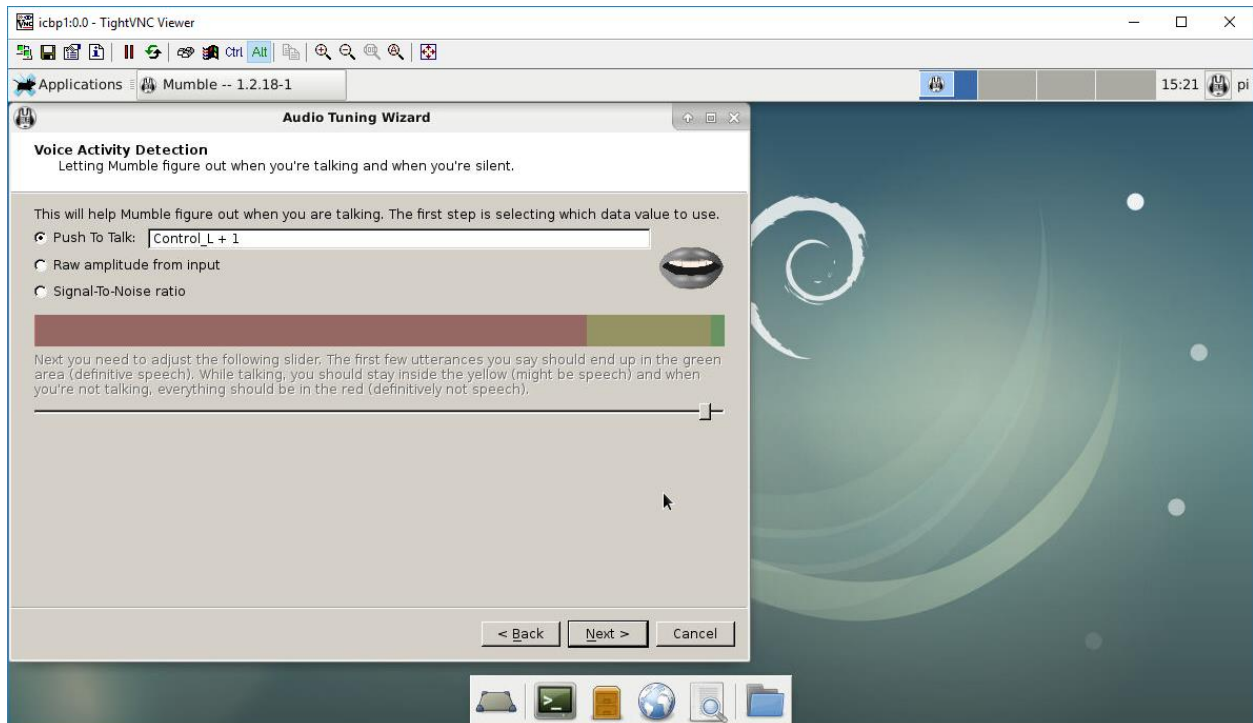 icbp1:0.0 - TightVNC Viewer
Ctrl Alt
Applications Mumble -- 1.2.18-1 15:21 pi
Audio Tuning Wizard
Voice Activity Detection
Letting Mumble figure out when you're talking and when you're silent.
This will help Mumble figure out when you are talking. The first step is selecting which data value to use.
Push To Talk: Control_L + 1
Raw amplitude from input
Signal-To-Noise ratio
Next you need to adjust the following slider. The first few utterances you say should end up in the green
area (definitive speech). While talking, you should stay inside the yellow (might be speech) and when
you're not talking, everything should be in the red (definitively not speech).
< Back Next > Cancel